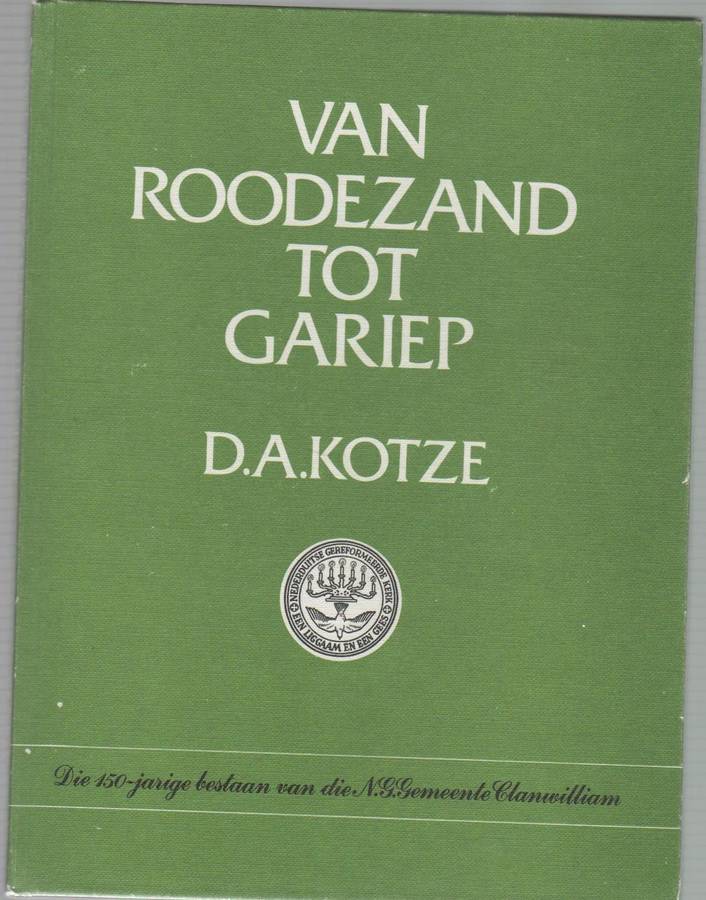 VAN
ROODEZAND
TOT
GARIEP
D.A.KOTZE
NEDERDUITSE GEREFORMEERDE KERK
EEN LIGGAAM EN EEN GEES
Die 150-jarige bestaan van die N.G.Gemeente Clanwilliam